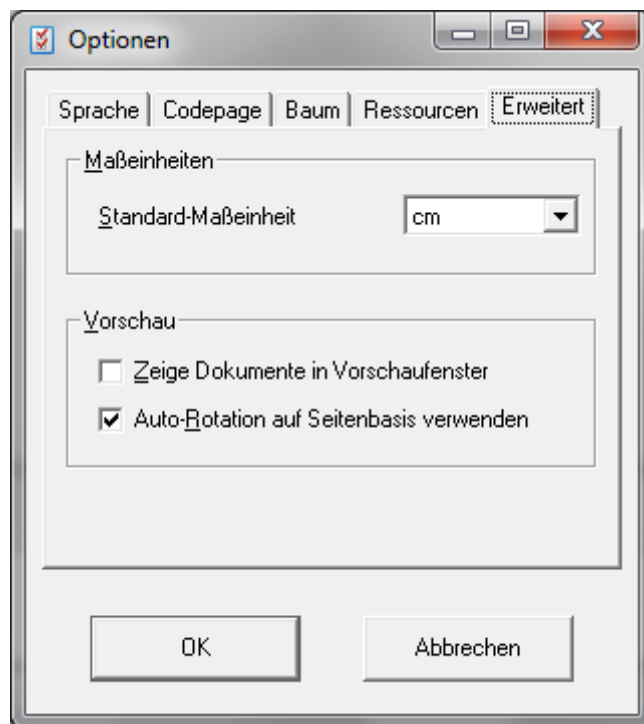 Optionen
Sprache Codepage Baum Ressourcen Erweitert
Maßeinheiten
Standard-Maßeinheit cm
Vorschau
Zeige Dokumente in Vorschaufenster
Auto-Rotation auf Seitenbasis verwenden
OK Abbrechen